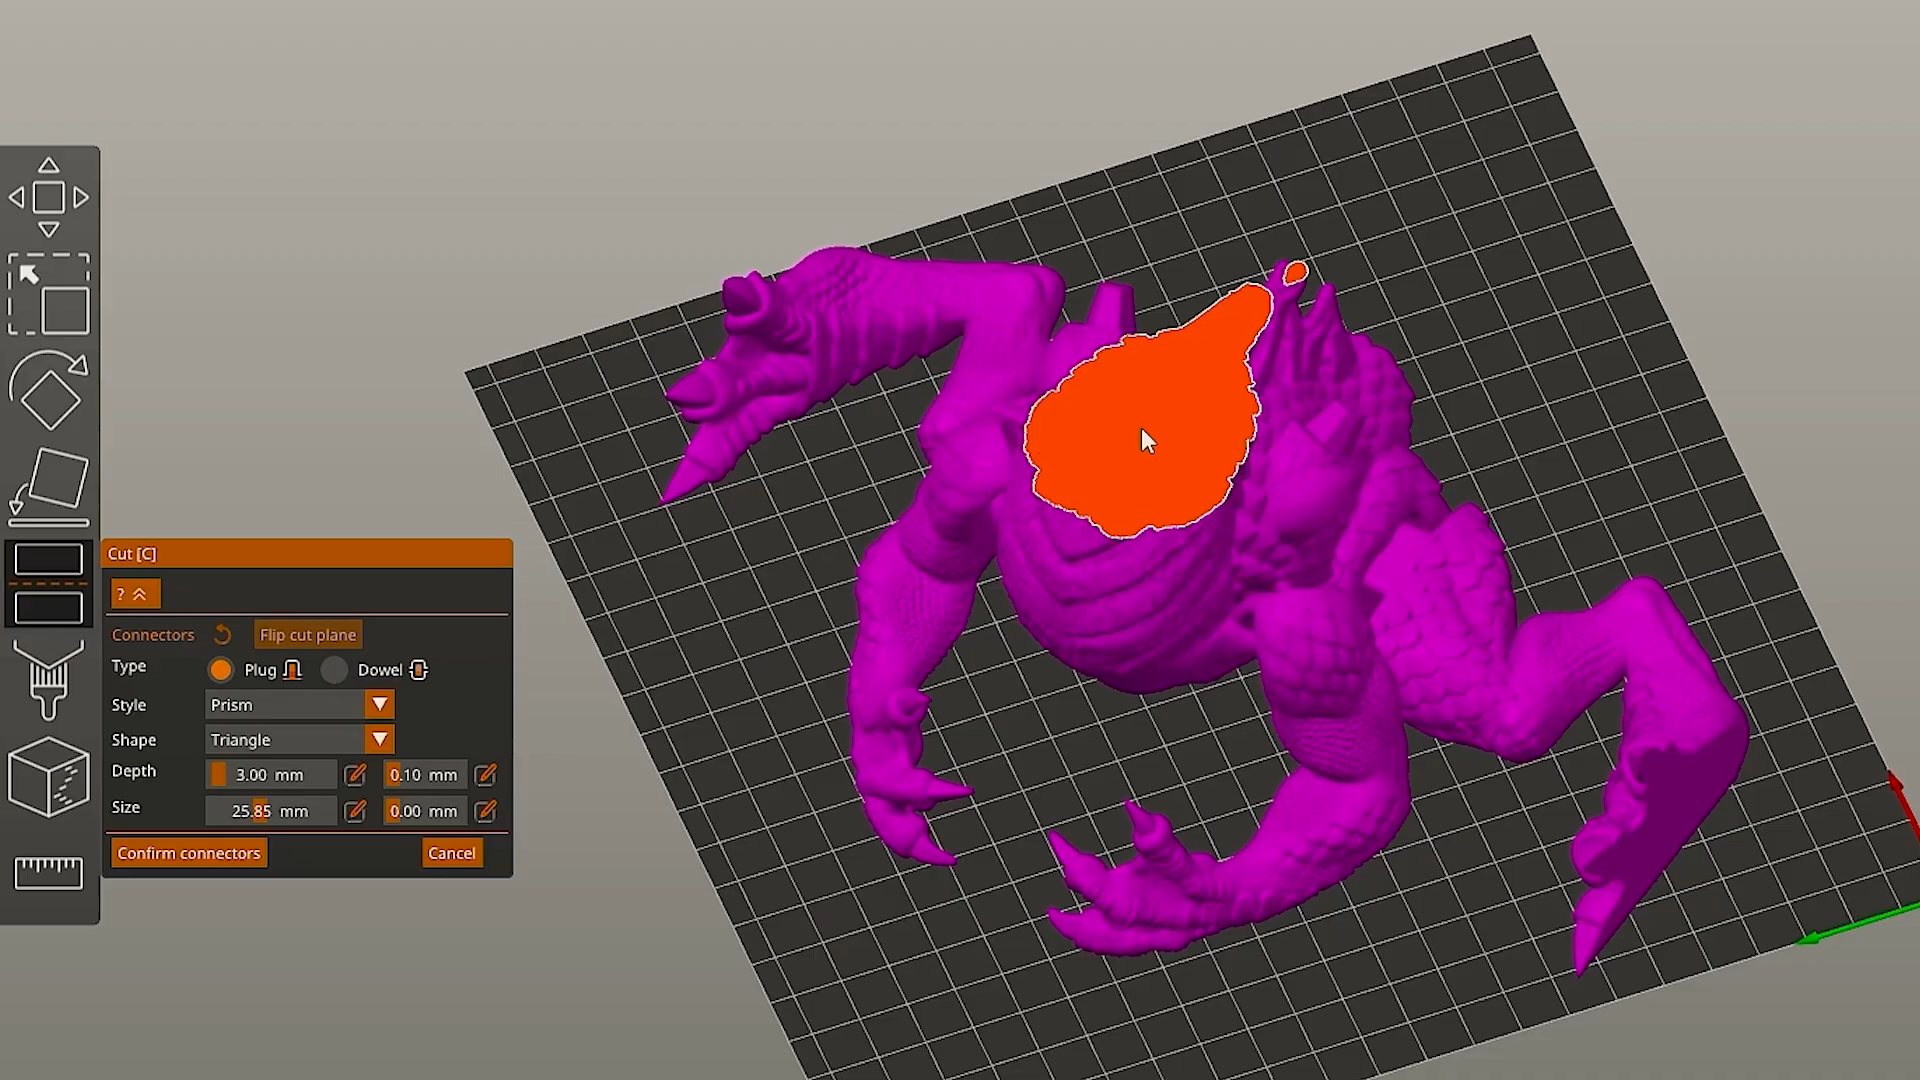 Cut [C]
?
Connectors Flip cut plane
Type Plug Dowel
Style Prism
Shape Triangle
Depth 3.00 mm 0.10 mm
Size 25.85 mm 0.00 mm
Confirm connectors Cancel